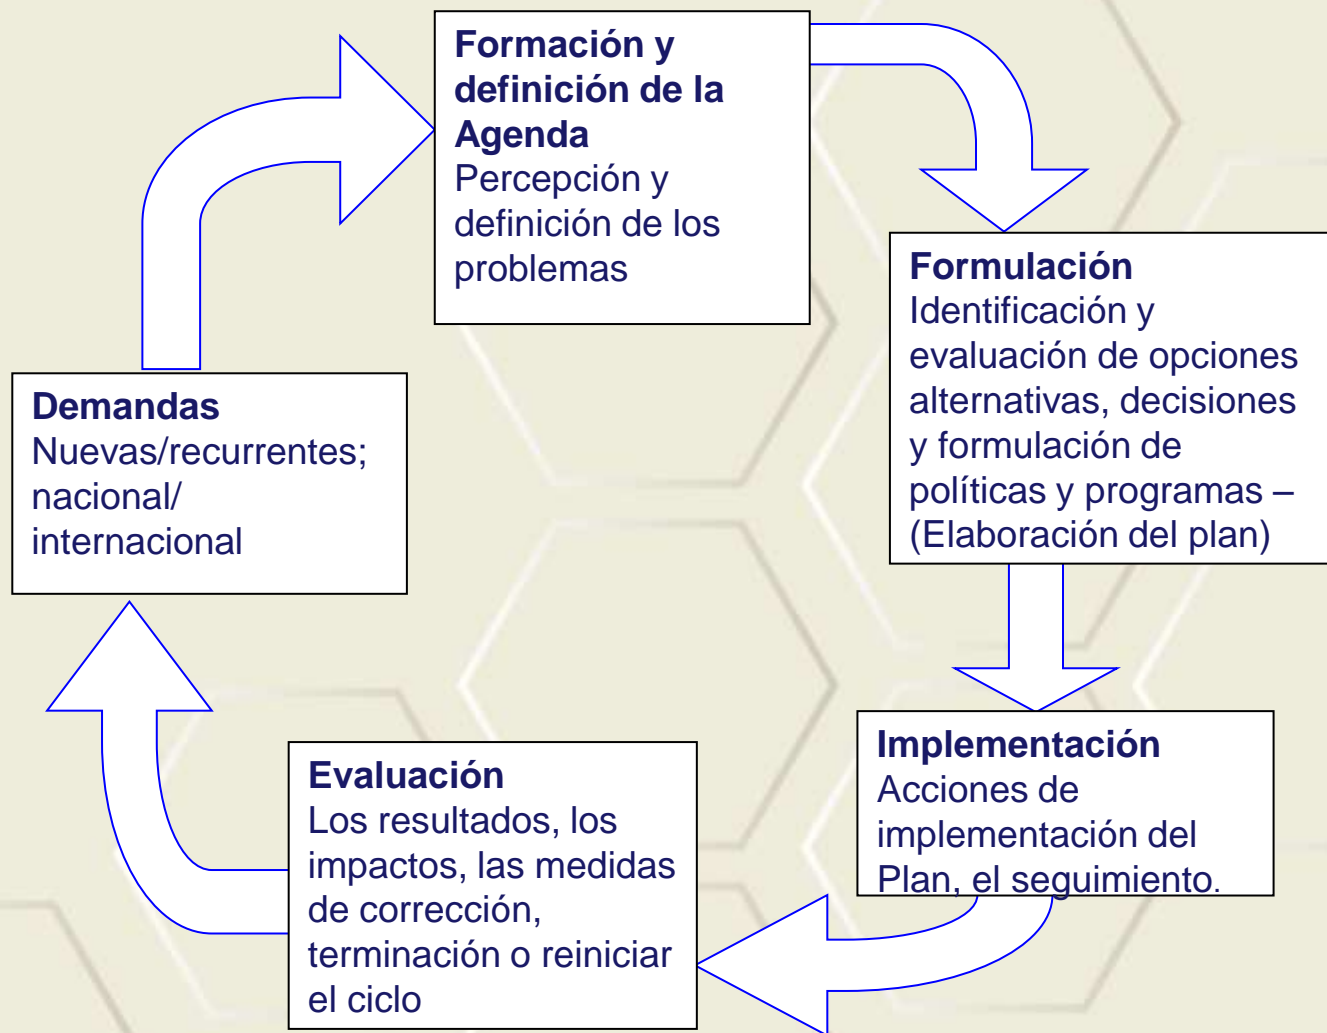 Formación y
definición de la
Agenda
Percepción y
definición de los
problemas
Formulación
Identificación y
evaluación de opciones
alternativas, decisiones
y formulación de
políticas y programas –
(Elaboración del plan)
Implementación
Acciones de
implementación del
Plan, el seguimiento.
Evaluación
Los resultados, los
impactos, las medidas
de corrección,
terminación o reiniciar
el ciclo
Demandas
Nuevas/recurrentes;
nacional/
internacional